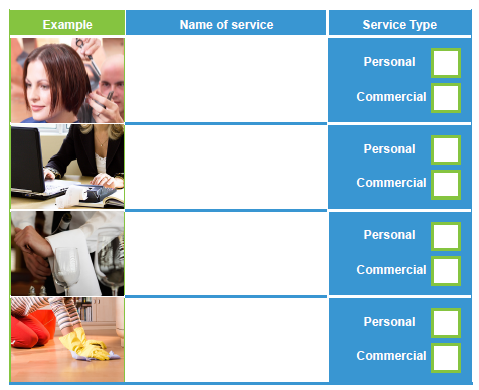 Example Name of service Service Type
Personal
Commercial
Personal
Commercial
Personal
Commercial
Personal
Commercial